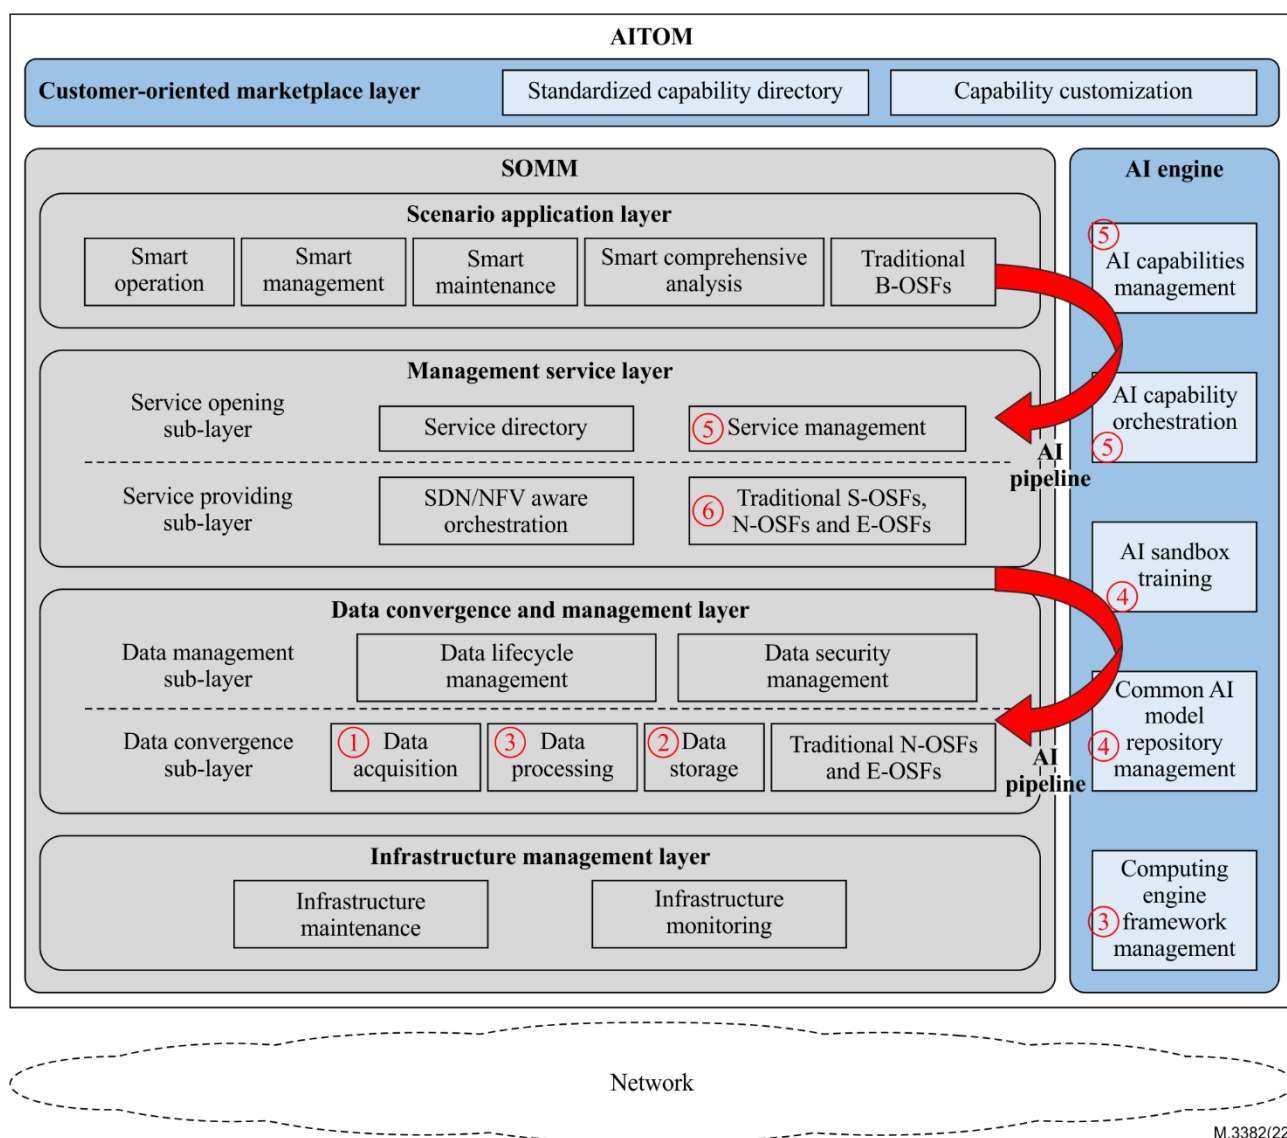 AITOM
Customer-oriented marketplace layer
Standardized capability directory
Capability customization
SOMM
Scenario application layer
Smart
operation
Smart
management
Smart
maintenance
Smart comprehensive
analysis
Traditional
B-OSFs
Management service layer
Service opening
sub-layer
Service directory
⑤ Service management
Service providing
sub-layer
SDN/NFV aware
orchestration
⑥ Traditional S-OSFs,
N-OSFs and E-OSFs
AI
pipeline
Data convergence and management layer
Data management
sub-layer
Data lifecycle
management
Data security
management
Data convergence
sub-layer
① Data
acquisition
③ Data
processing
② Data
storage
Traditional N-OSFs
and E-OSFs
AI
pipeline
Infrastructure management layer
Infrastructure
maintenance
Infrastructure
monitoring
AI engine
⑤
AI capabilities
management
AI capability
orchestration
⑤
AI sandbox
training
④
Common AI
model
repository
④
management
Computing
engine
③ framework
management
Network
M.3382(22